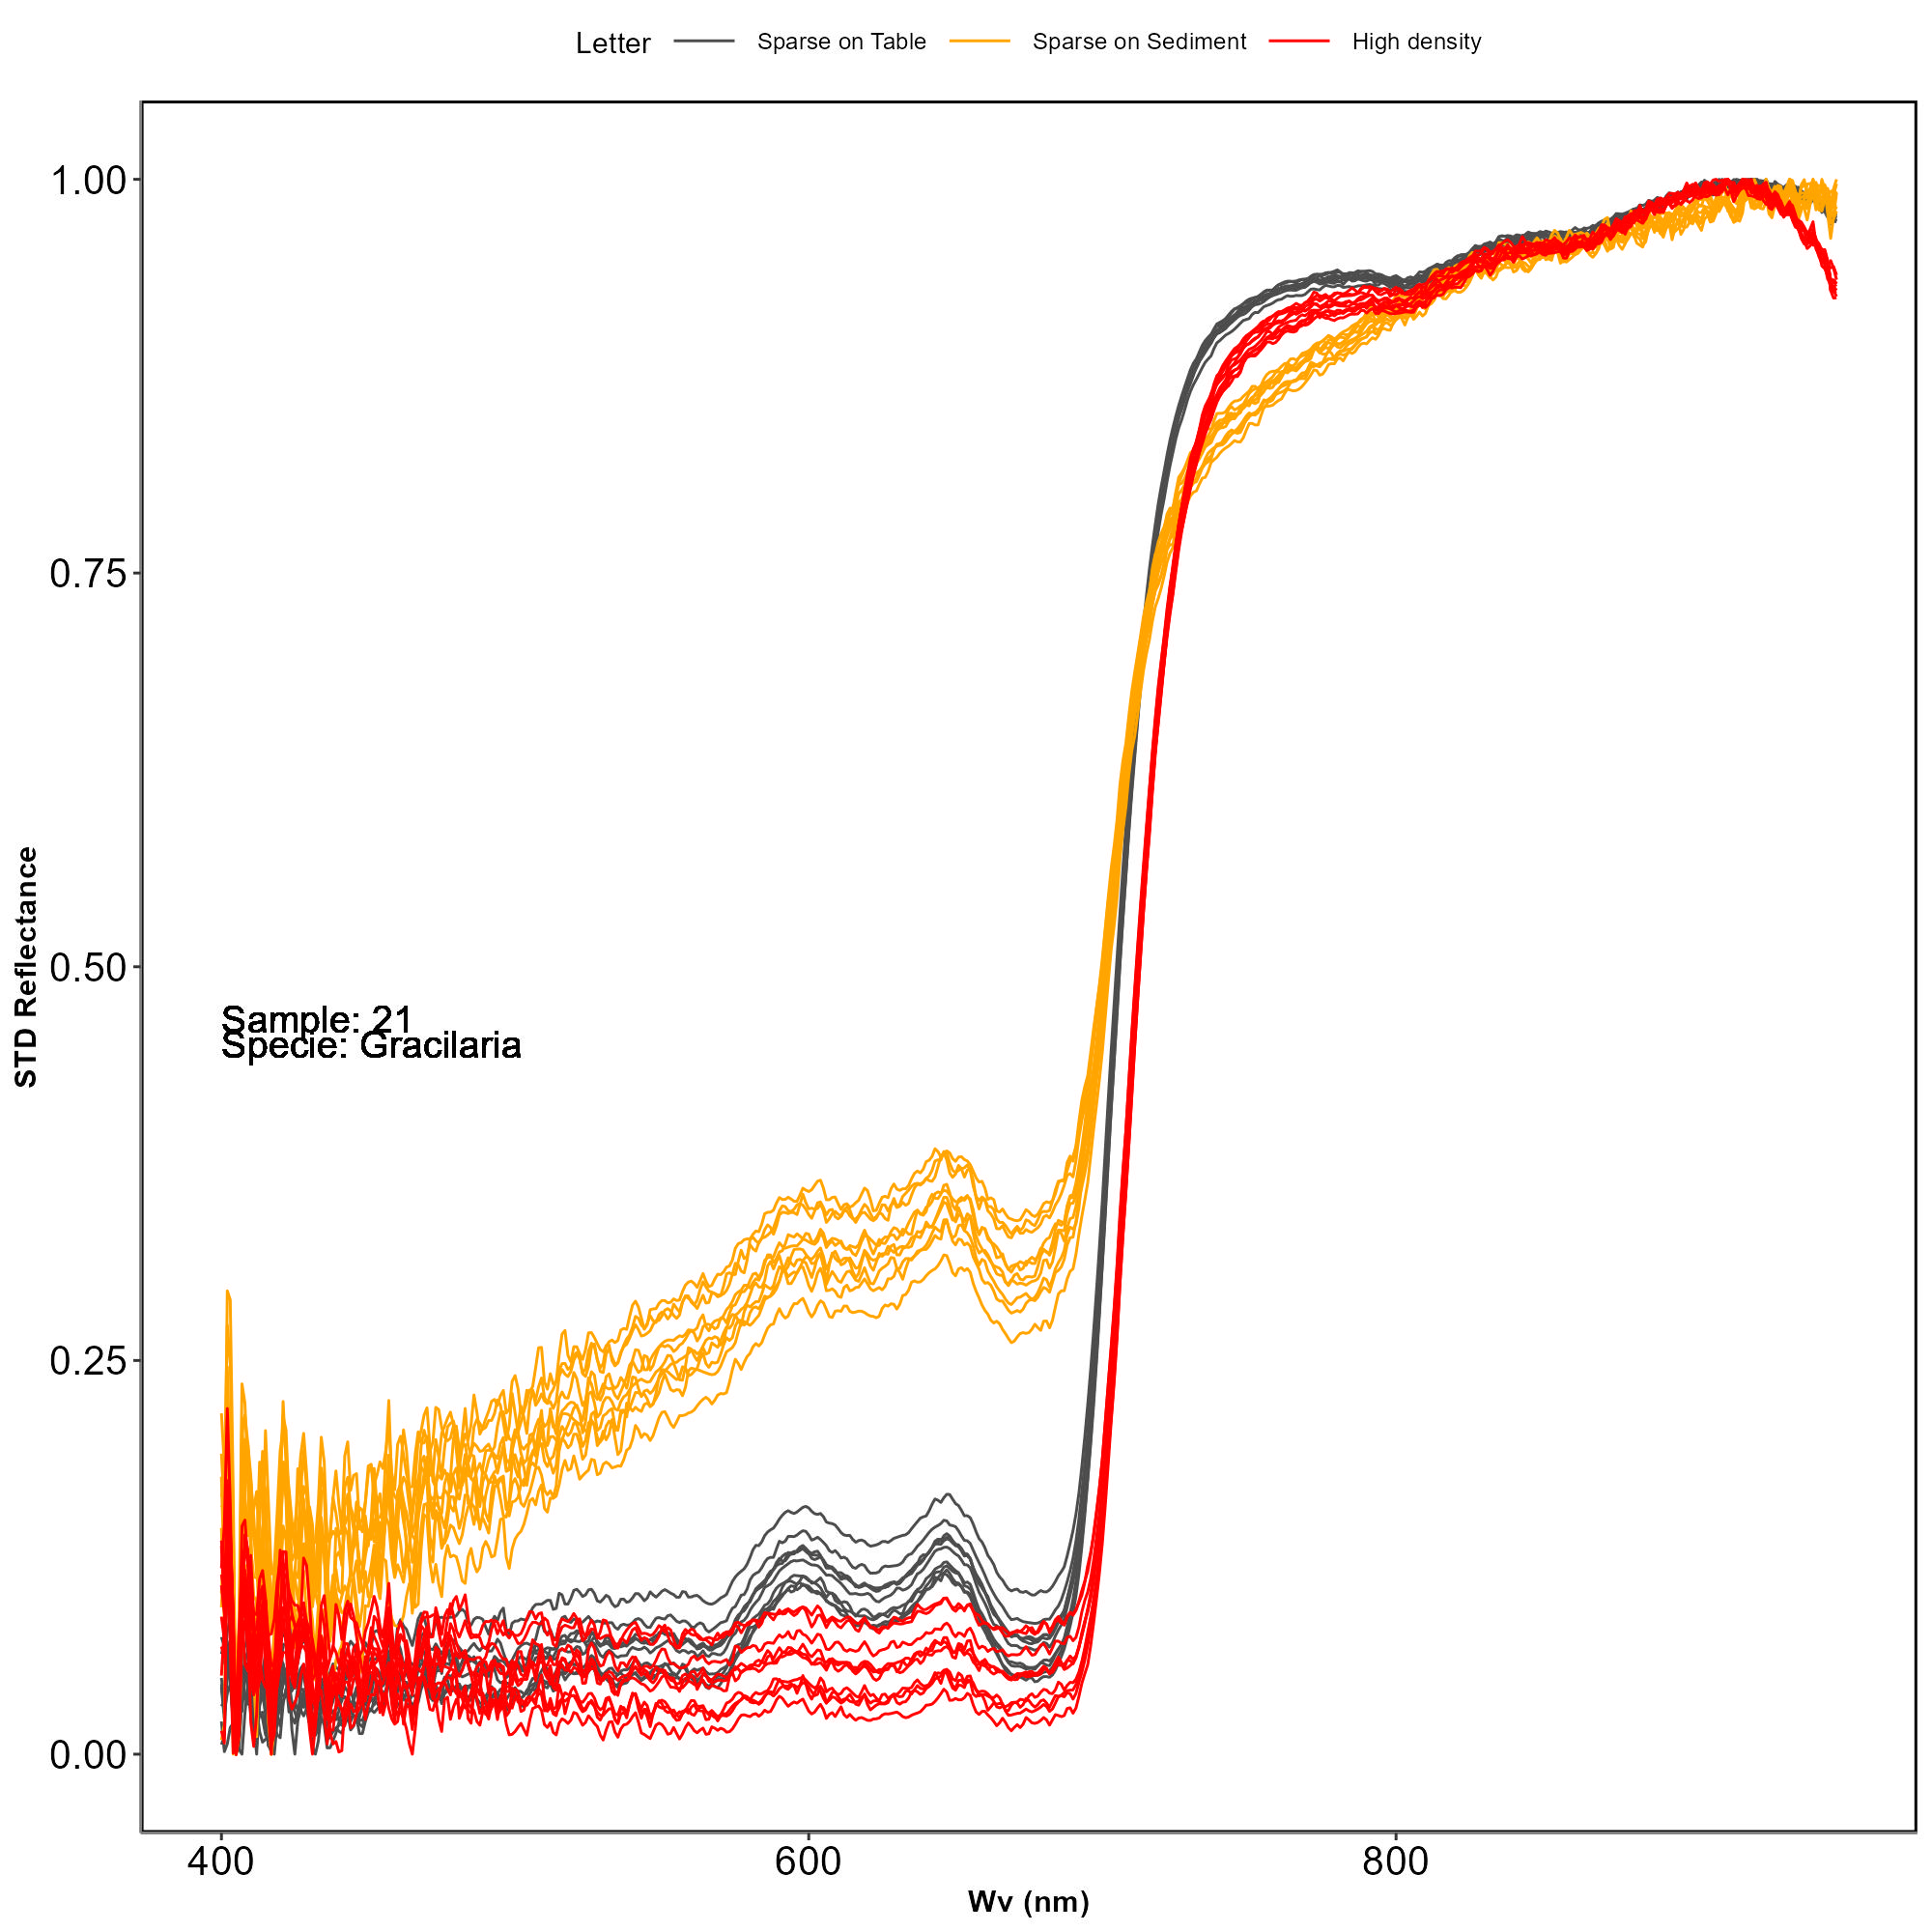 Letter Sparse on Table Sparse on Sediment High density
1.00
0.75
0.50
0.25
0.00
STD Reflectance
Sample: 21
Specie: Gracilaria
400 600 800
Wv (nm)